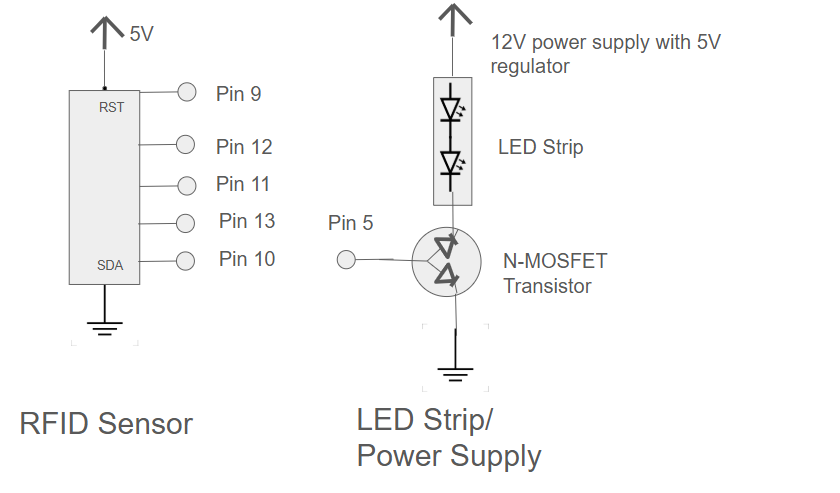 5V
RST
Pin 9
Pin 12
Pin 11
Pin 13
SDA
Pin 10
RFID Sensor
12V power supply with 5V
regulator
LED Strip
Pin 5
N-MOSFET
Transistor
LED Strip/
Power Supply